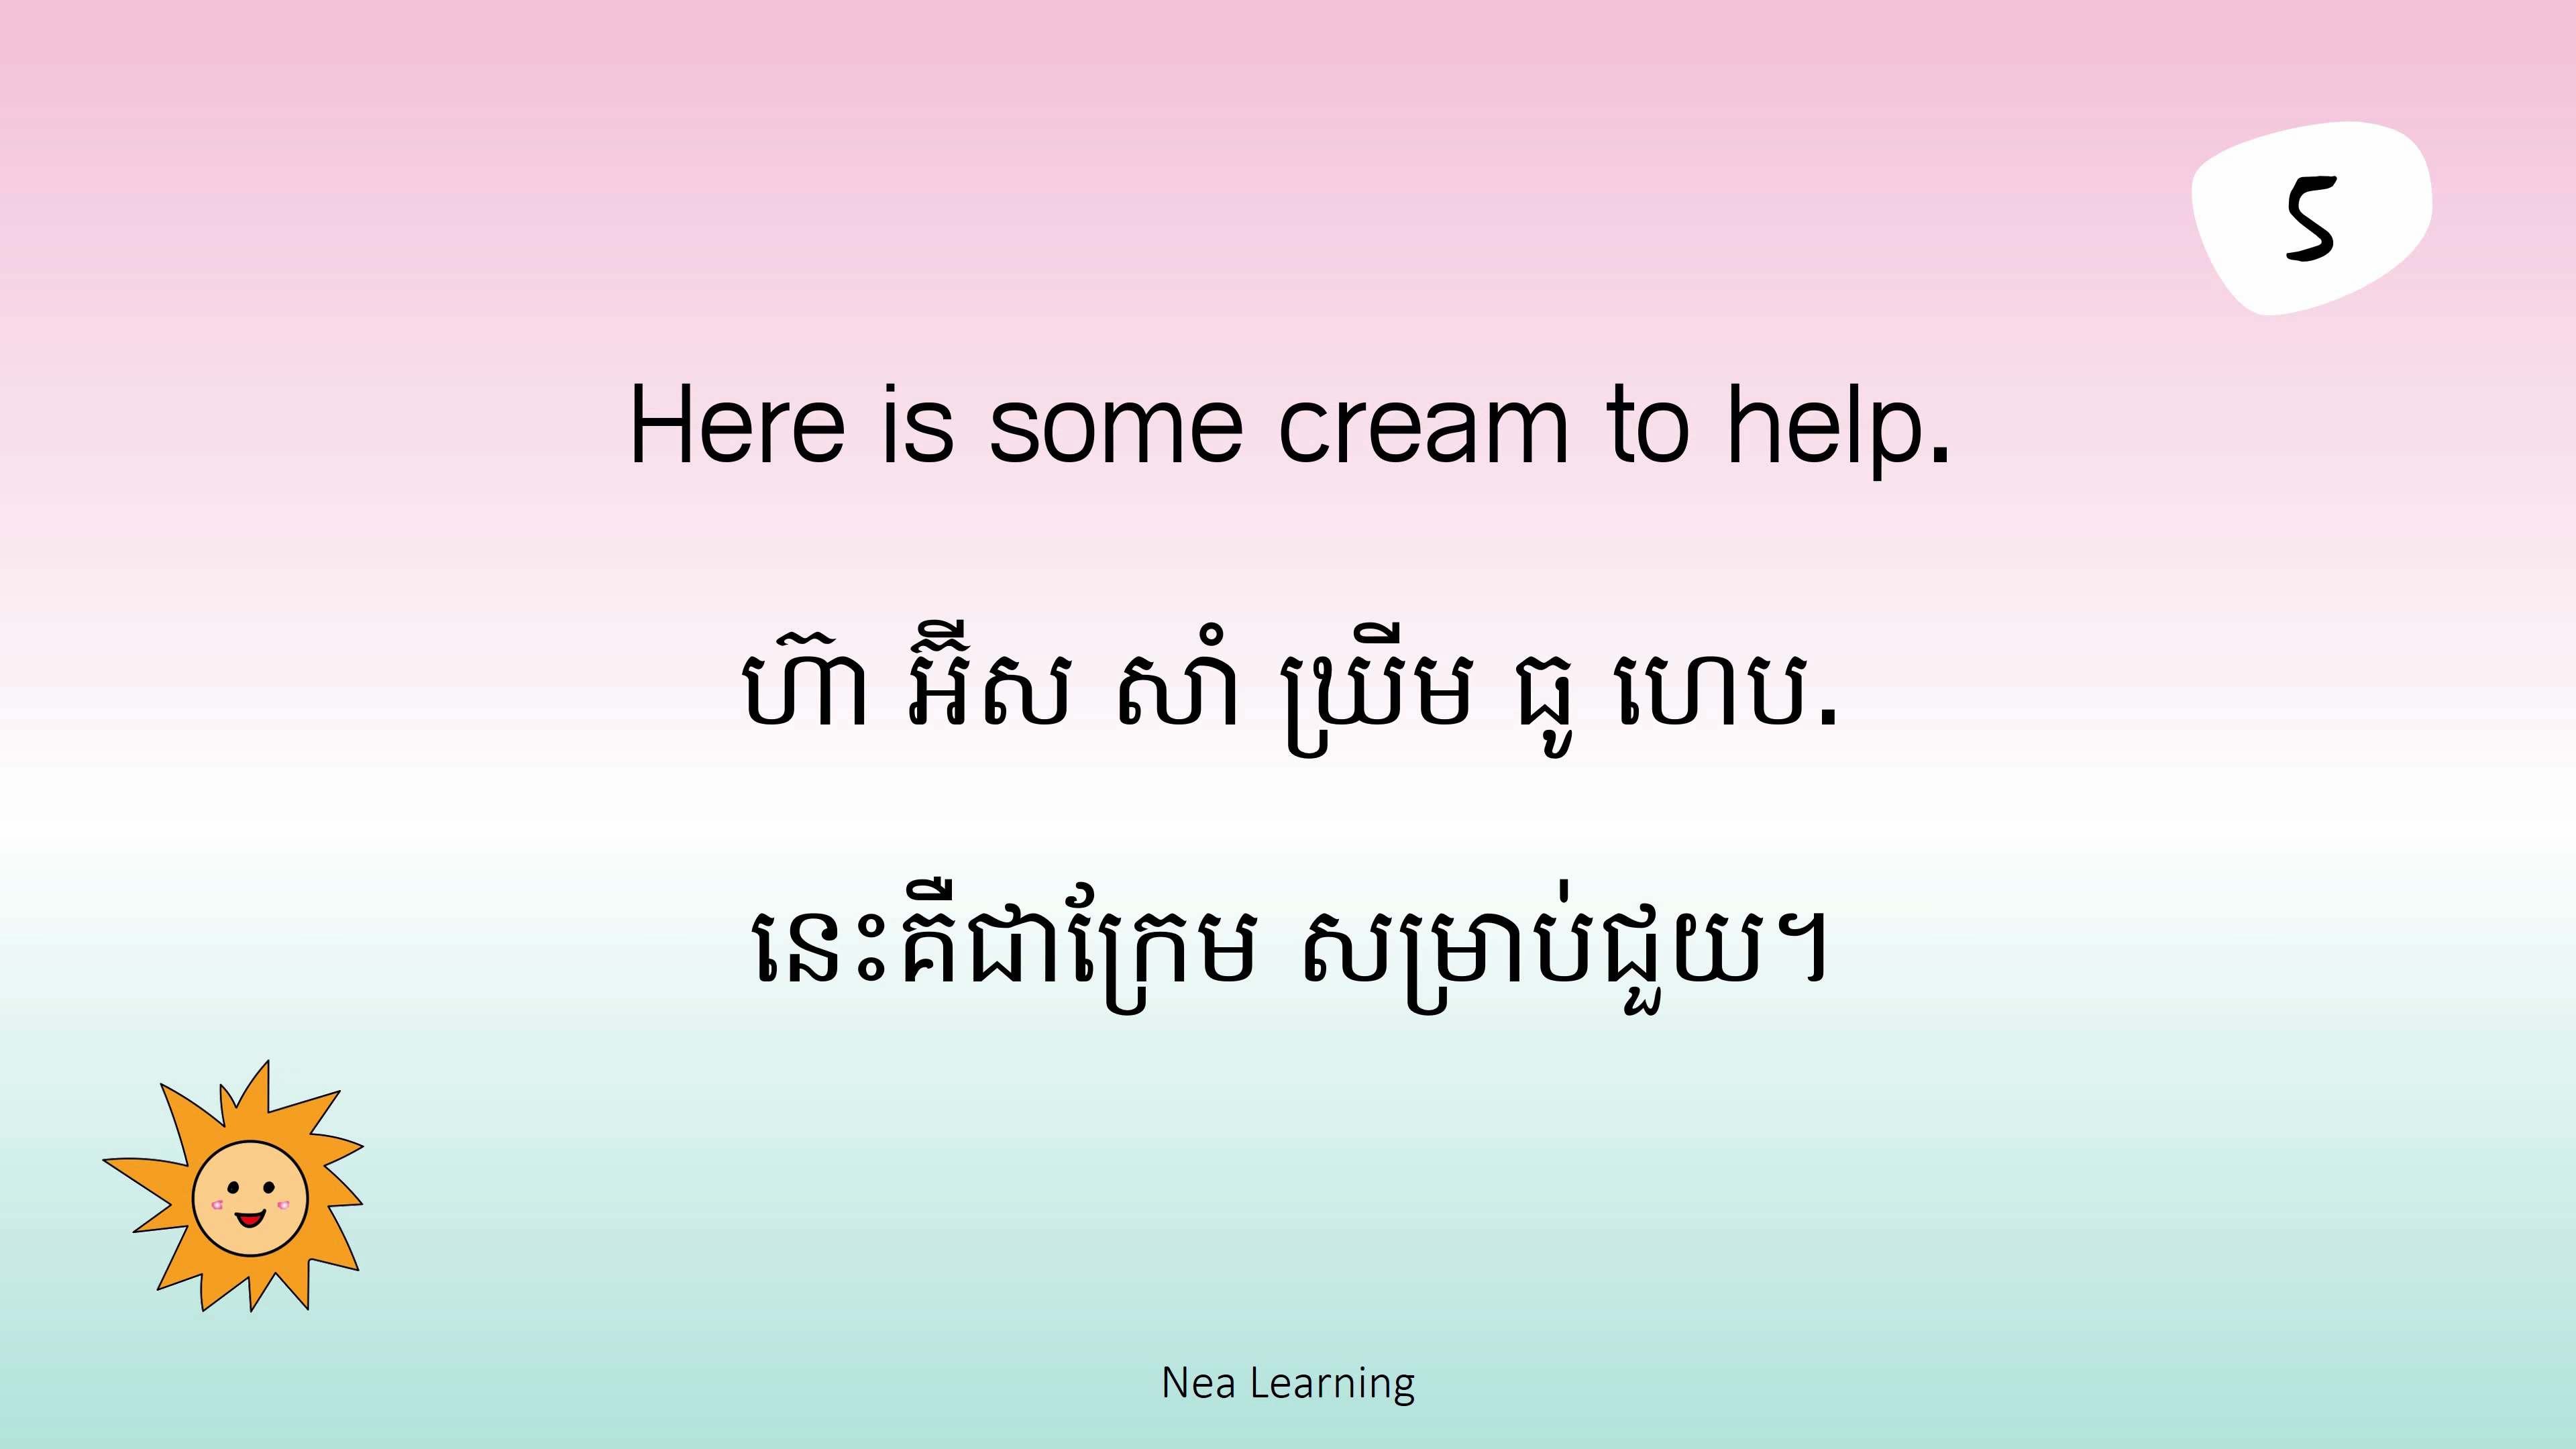 5
Here is some cream to help.
ហ៊ា អ៊ីស សាំ ឃ្រីម ធូ ហេប.
នេះគឺជាក្រែម សម្រាប់ជួយ។
Nea Learning